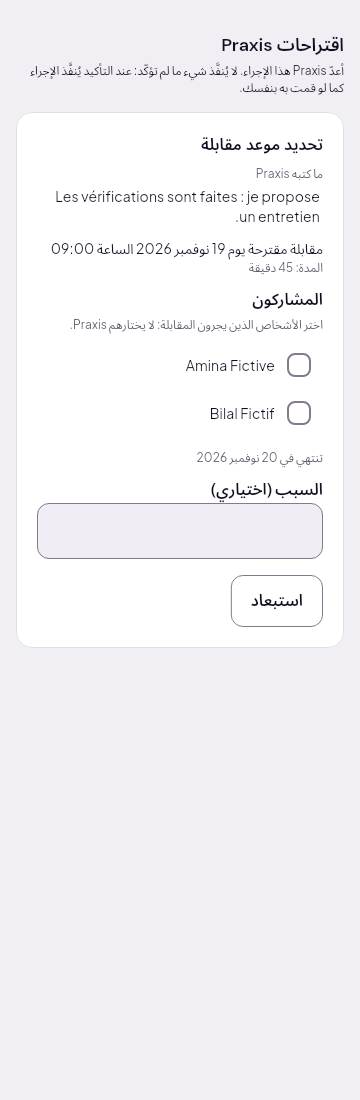 اقتراحات Praxis
أعدّ Praxis هذا الإجراء. لا يُنفَّذ شيء ما لم تؤكّد: عند التأكيد يُنفَّذ الإجراء
كما لو قمت به بنفسك.
تحديد موعد مقابلة
ما كتبه Praxis
Les vérifications sont faites : je propose
un entretien.
مقابلة مقترحة يوم 19 نوفمبر 2026 الساعة 09:00
المدة: 45 دقيقة
المشاركون
اختر الأشخاص الذين يجرون المقابلة: لا يختارهم Praxis.
Amina Fictive
Bilal Fictif
تنتهي في 20 نوفمبر 2026
السبب (اختياري)
استبعاد